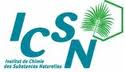 ICSN
Institut de Chimie
des Substances Naturelles